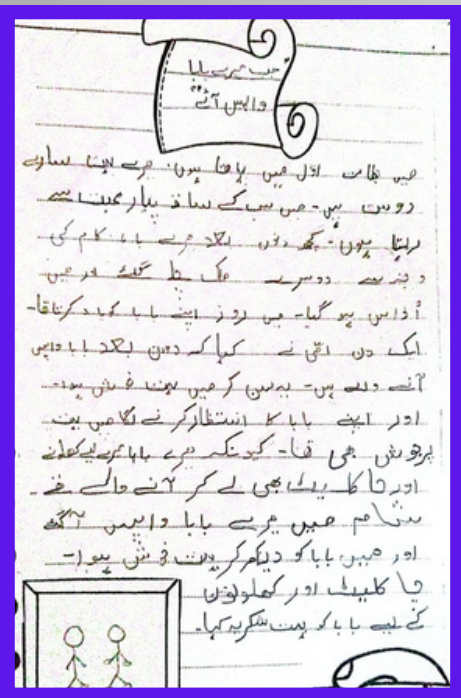 "جب میرے بابا
واپس آئے"
میں جماعت اوّل میں پڑھتا ہوں۔ میرے بہت سارے
دوست ہیں۔ میں سب کے ساتھ پیار محبت سے
رہتا ہوں۔ کچھ دن بعد میرے بابا کام کی
وجہ سے دوسرے ملک چلے گئے اور میں
اُداس ہو گیا۔ میں روز اپنے بابا کو یاد کرتا تھا۔
ایک دن امّی نے کہا کہ دو دن بعد بابا واپس
آنے والے ہیں۔ یہ سن کر میں بہت خوش ہوا۔
اور اپنے بابا کا انتظار کرنے لگا میں بہت
پرجوش بھی تھا۔ کیونکہ میرے بابا میرے لیے کھلونے
اور چاکلیٹ بھی لے کر آنے والے تھے۔
شام میں میرے بابا واپس آ گئے
اور میں بابا کو دیکھ کر بہت خوش ہوا۔
چاکلیٹ اور کھلونوں
کے لیے بابا کو بہت شکریہ کہا۔